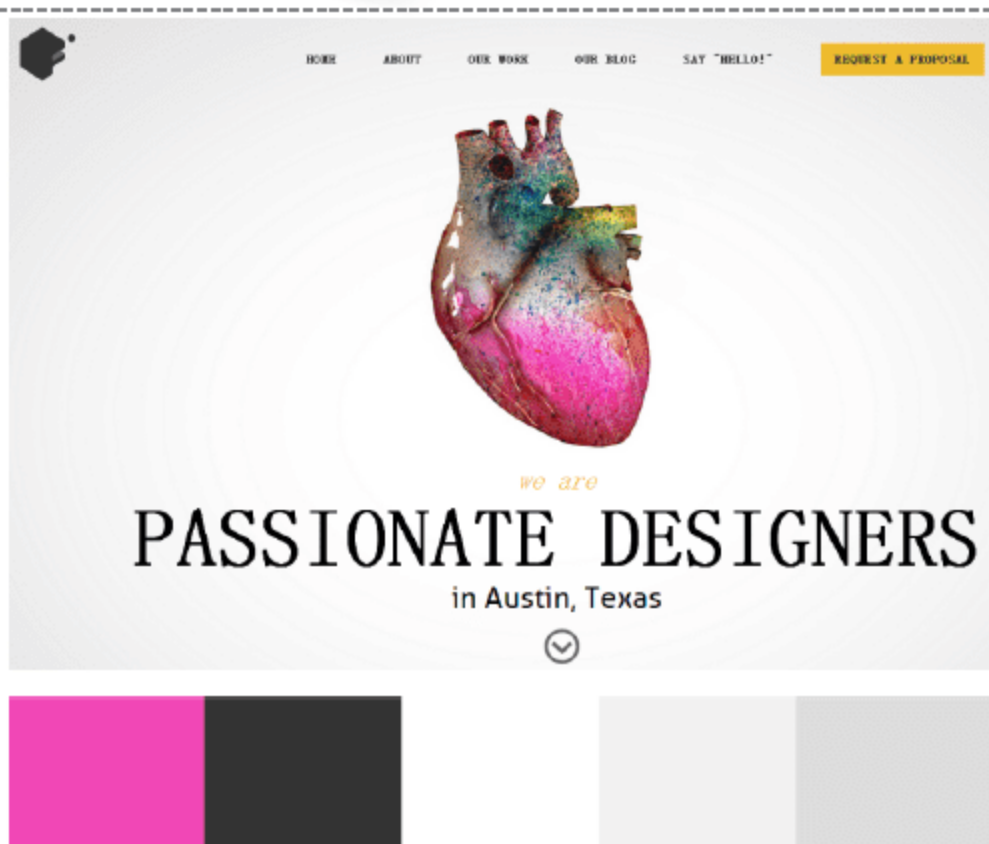 HOME ABOUT OUR WORK OUR BLOG SAY "HELLO!" REQUEST A PROPOSAL
we are
PASSIONATE DESIGNERS
in Austin, Texas